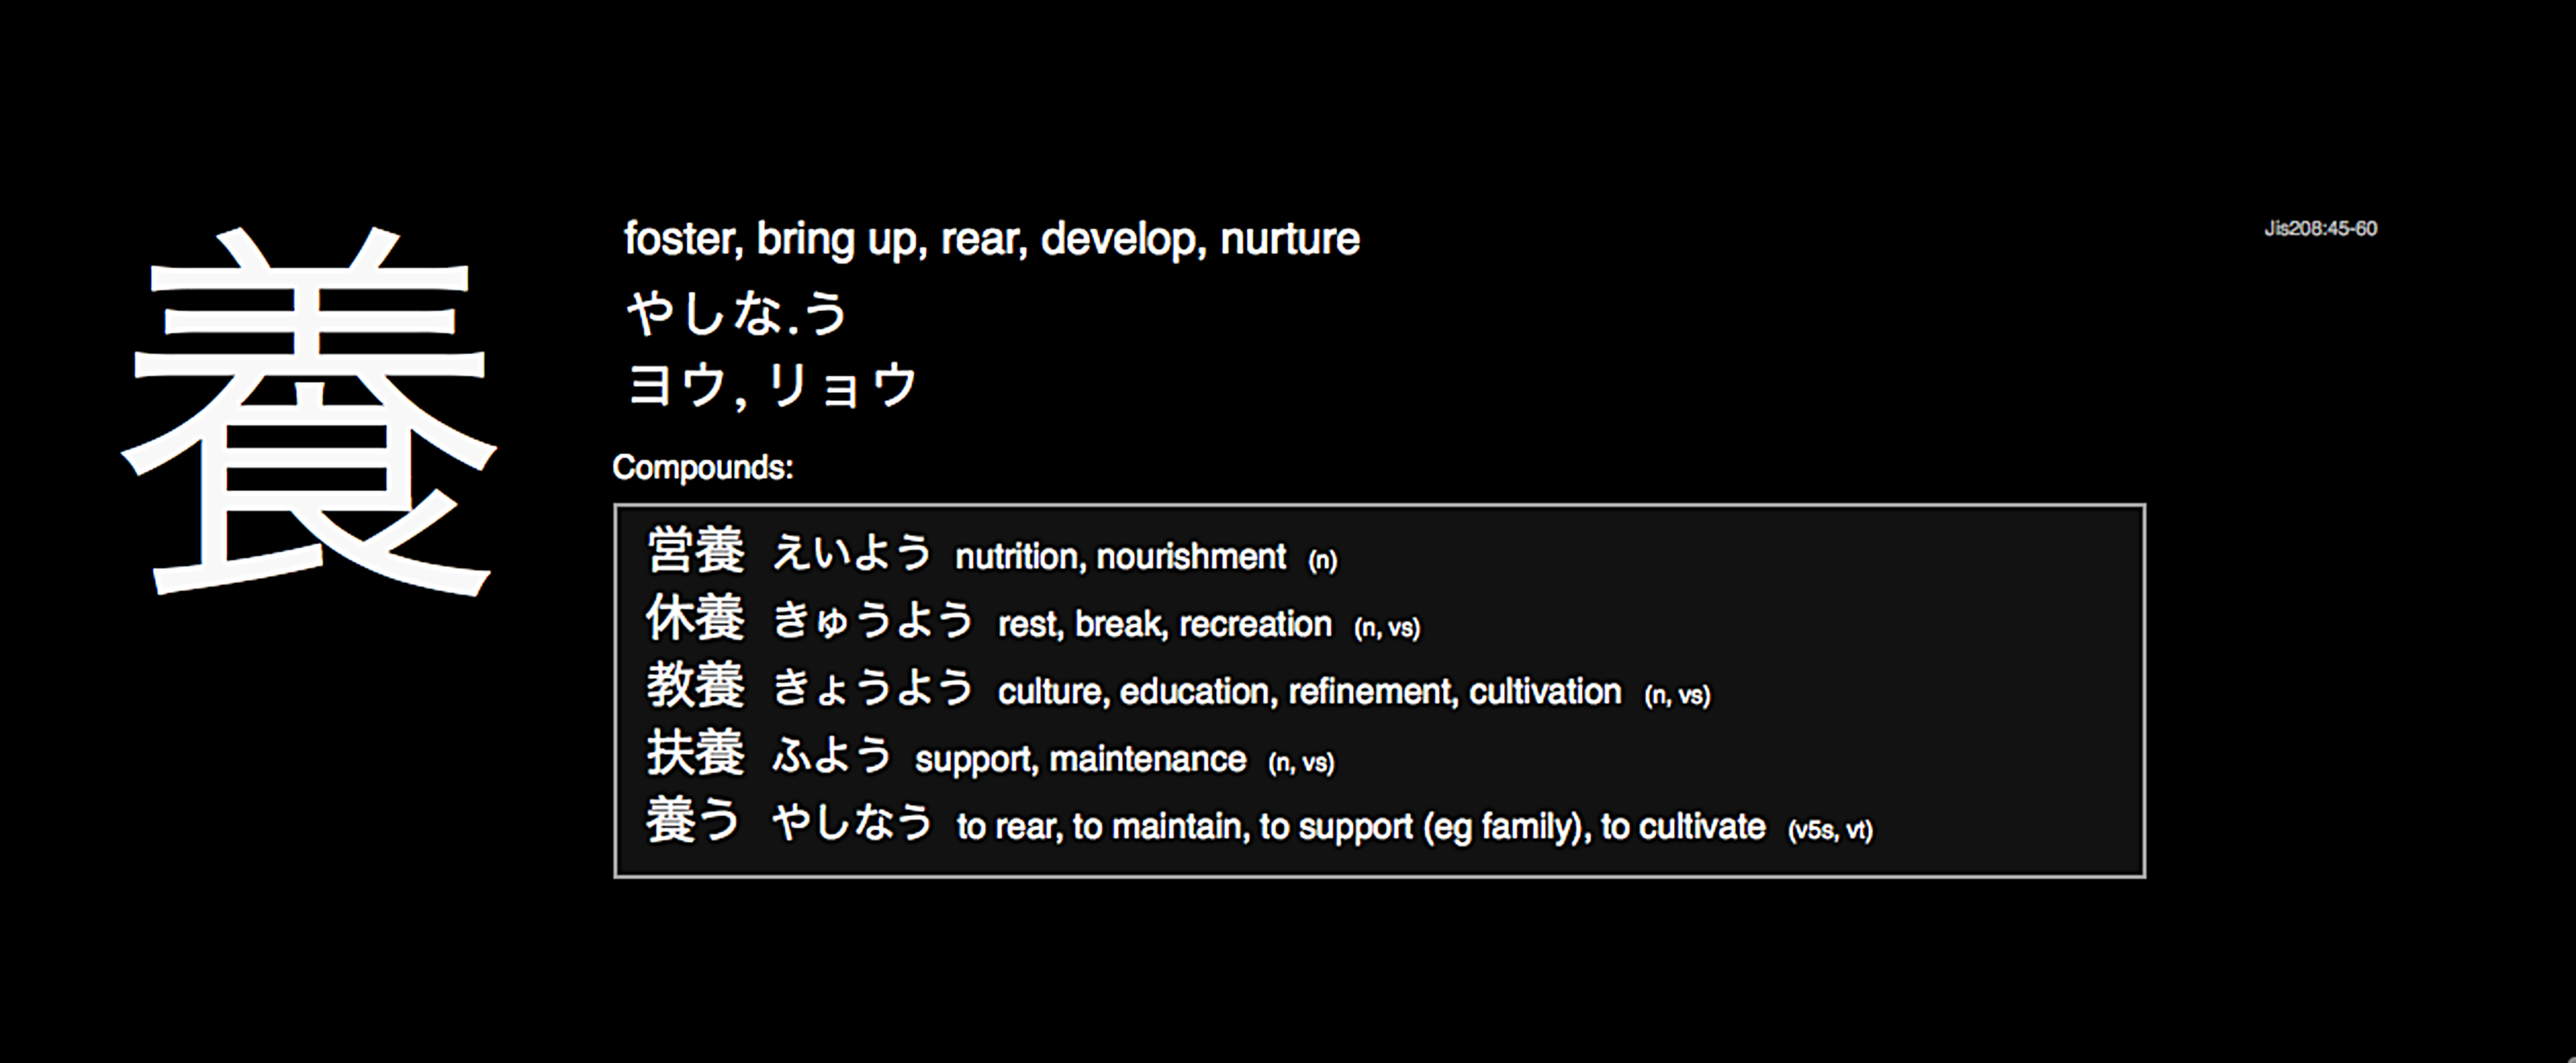 養
foster, bring up, rear, develop, nurture
Jis208:45-60
やしな.う
ヨウ, リョウ
Compounds:
営養 えいよう nutrition, nourishment (n)
休養 きゅうよう rest, break, recreation (n, vs)
教養 きょうよう culture, education, refinement, cultivation (n, vs)
扶養 ふよう support, maintenance (n, vs)
養う やしなう to rear, to maintain, to support (eg family), to cultivate (v5s, vt)